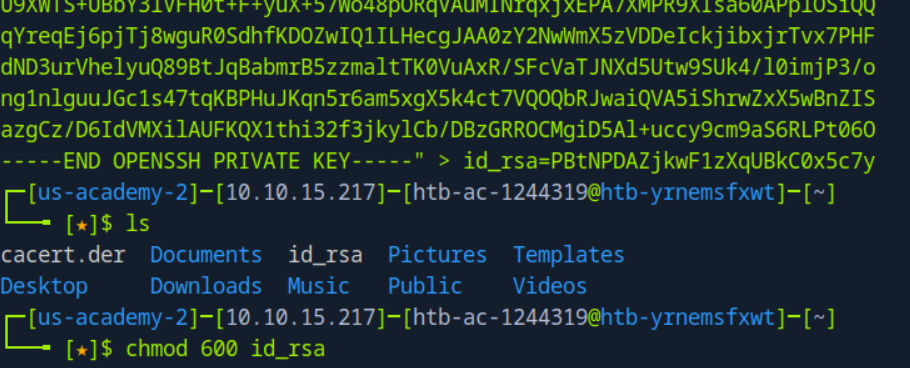 U9XWTS+UBbY3lVFH0t+F+yuX+57Wo48pORqVAuMINrqxjxEPA7XMPR9XIsa60APplOSiQQ
qYreqEj6pjTj8wguR0SdhfKDOZwIQ1ILHecgJAA0zY2NwWmX5zVDDeIckjibxjrTvx7PHF
dND3urVhelyuQ89BtJqBabmrB5zzmaltTK0VuAxR/SFcVaTJNXd5Utw9SUk4/l0imjP3/o
ng1nlguuJGc1s47tqKBPHuJKqn5r6am5xgX5k4ct7VQOQbRJwaiQVA5iShrwZxX5wBnZIS
azgCz/D6IdVMXilAUFKQX1thi32f3jkylCb/DBzGRROCMgiD5Al+uccy9cm9aS6RLPt06O
-----END OPENSSH PRIVATE KEY-----" > id_rsa=PBtNPDAZjkwF1zXqUBkC0x5c7y
[us-academy-2]-[10.10.15.217]-[htb-ac-1244319@htb-yrnemsfxwt]-[~]
[★]$ ls
cacert.der Documents id_rsa Pictures Templates
Desktop Downloads Music Public Videos
[us-academy-2]-[10.10.15.217]-[htb-ac-1244319@htb-yrnemsfxwt]-[~]
[★]$ chmod 600 id_rsa